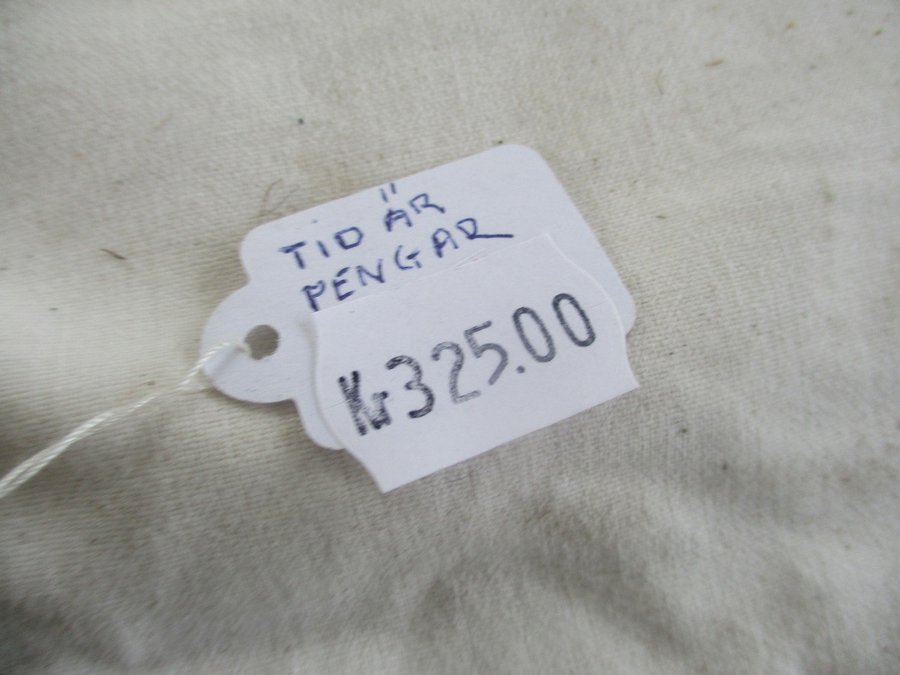 TiD ÄR
PENGAR
Kr325.00